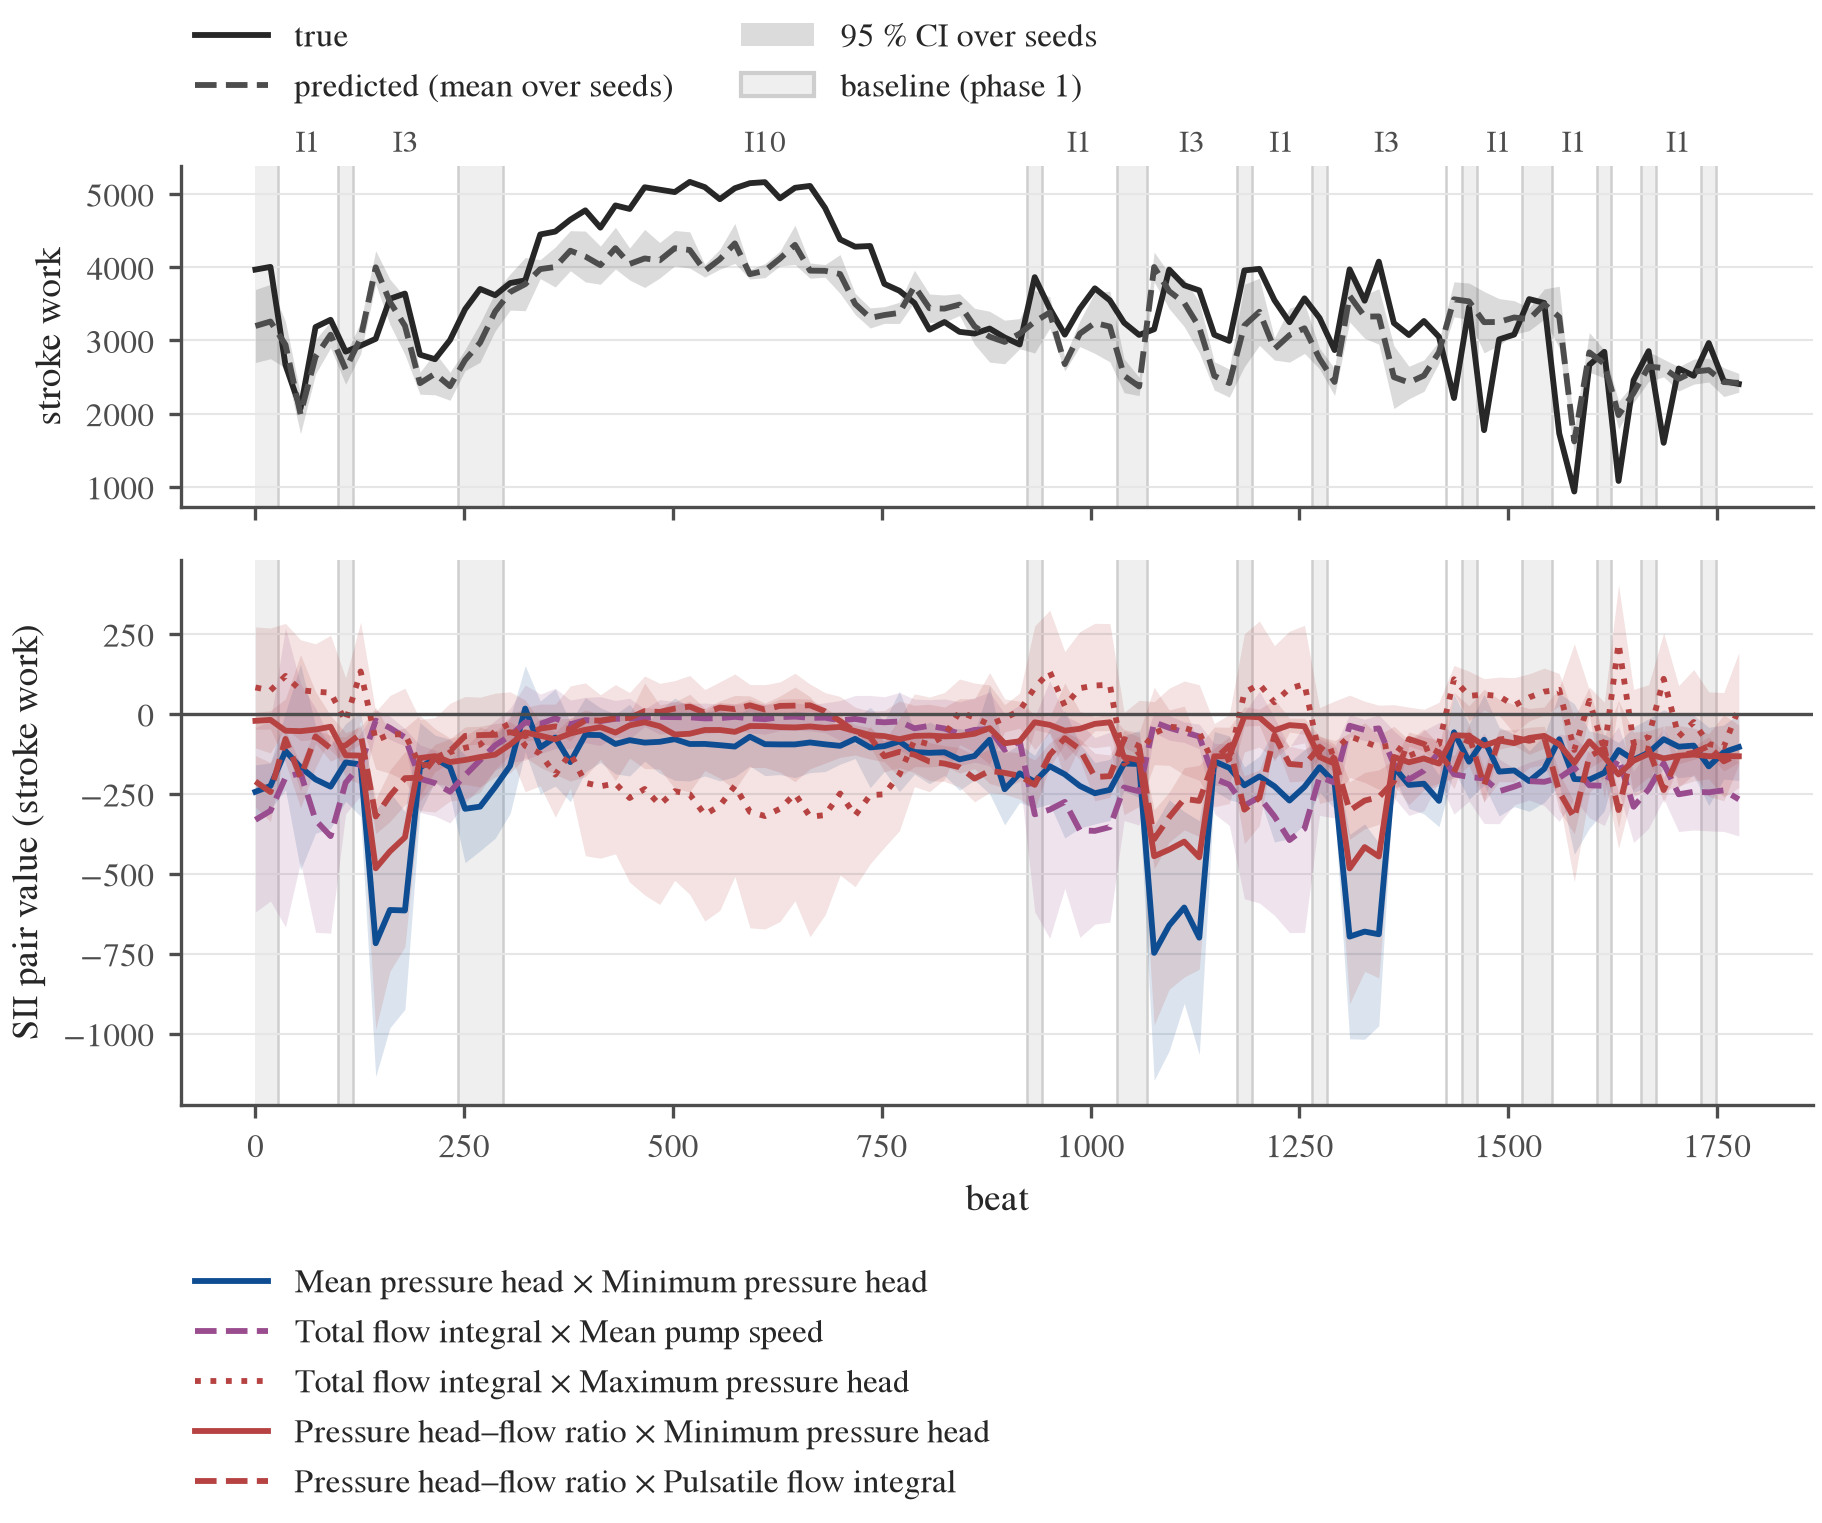 true
95 % CI over seeds
predicted (mean over seeds)
baseline (phase 1)
I1 I3 I10 I1 I3 I1 I3 I1 I1 I1
stroke work
5000
4000
3000
2000
1000
SII pair value (stroke work)
250
0
−250
−500
−750
−1000
0 250 500 750 1000 1250 1500 1750
beat
Mean pressure head × Minimum pressure head
Total flow integral × Mean pump speed
Total flow integral × Maximum pressure head
Pressure head–flow ratio × Minimum pressure head
Pressure head–flow ratio × Pulsatile flow integral